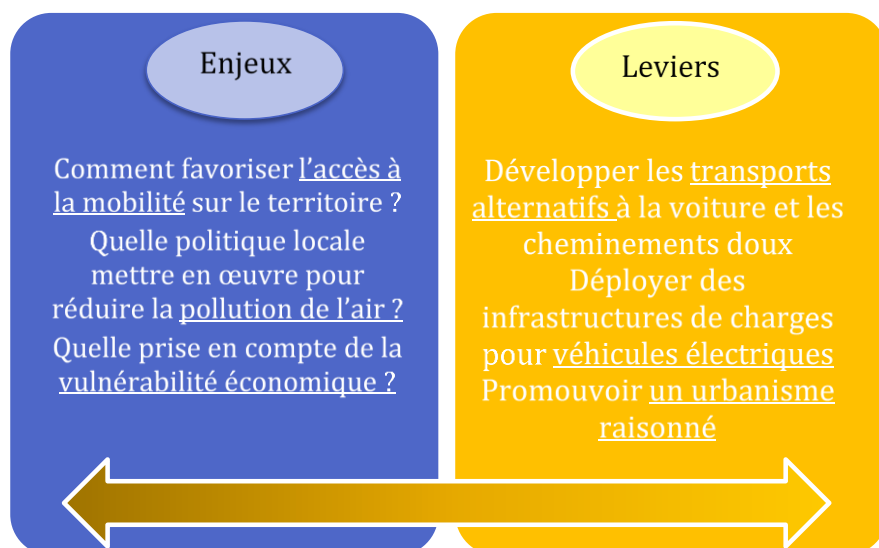 Enjeux
Comment favoriser l’accès à
la mobilité sur le territoire ?
Quelle politique locale
mettre en œuvre pour
réduire la pollution de l’air ?
Quelle prise en compte de la
vulnérabilité économique ?
Leviers
Développer les transports
alternatifs à la voiture et les
cheminements doux
Déployer des
infrastructures de charges
pour véhicules électriques
Promouvoir un urbanisme
raisonné